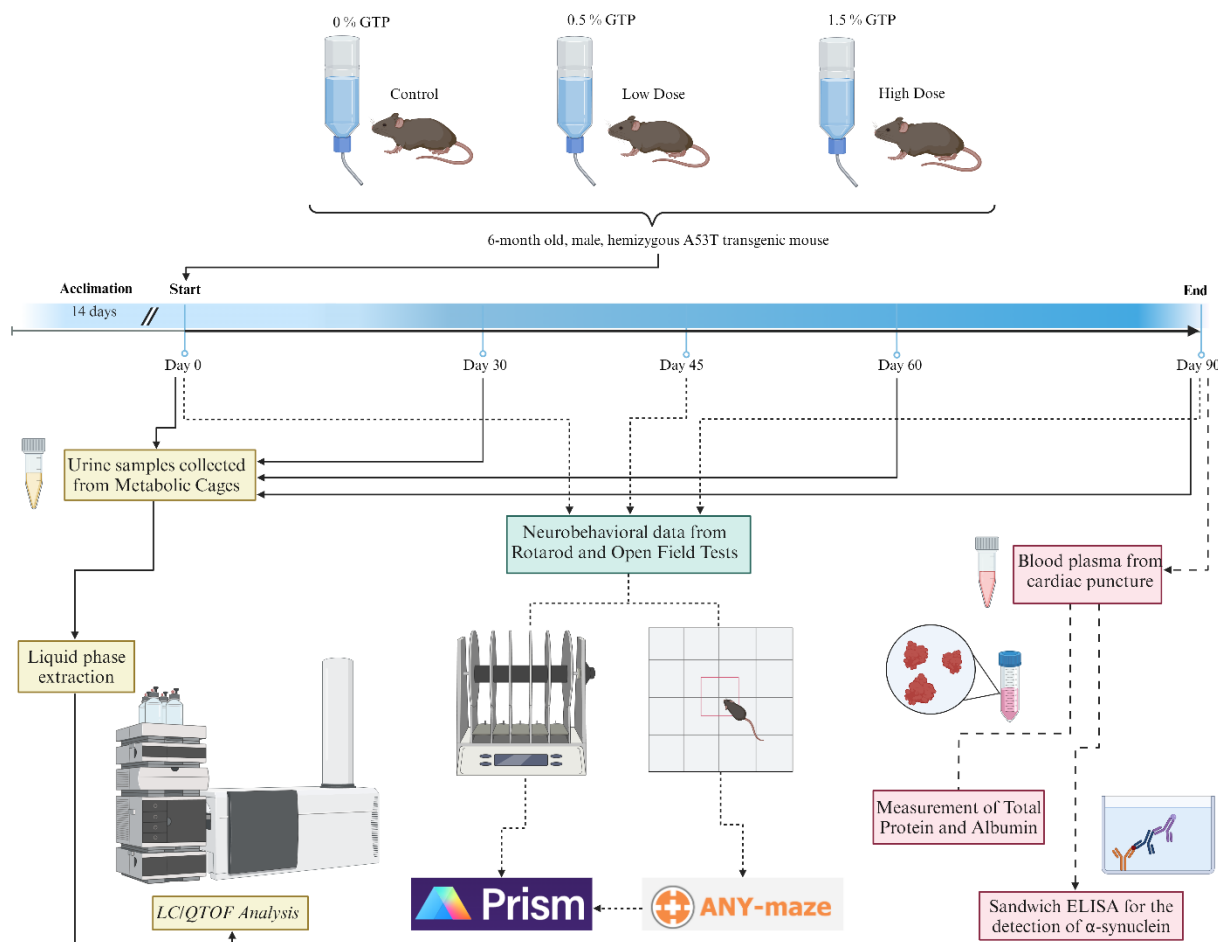 0 % GTP
0.5 % GTP
1.5 % GTP
Control
Low Dose
High Dose
6-month old, male, hemizygous A53T transgenic mouse
Acclimation
14 days
Start
End
Day 0
Day 30
Day 45
Day 60
Day 90
Urine samples collected
from Metabolic Cages
Neurobehavioral data from
Rotarod and Open Field Tests
Blood plasma from
cardiac puncture
Liquid phase
extraction
Measurement of Total
Protein and Albumin
LC/QTOF Analysis
Prism
ANY-maze
Sandwich ELISA for the
detection of α-synuclein